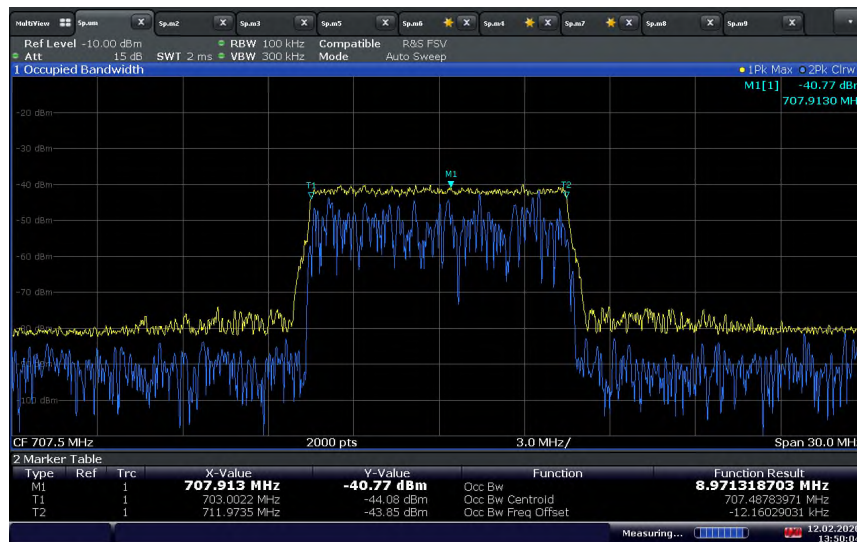 MultiView Sp.um X Sp.m2 X Sp.m3 X Sp.m5 X Sp.m6 X Sp.m4 X Sp.m7 X Sp.m8 X Sp.m9 X
Ref Level -10.00 dBm RBW 100 kHz Compatible R&S FSV
Att 15 dB SWT 2 ms VBW 300 kHz Mode Auto Sweep
1 Occupied Bandwidth 1Pk Max 2Pk Clrw
M1[1] -40.77 dBm
707.9130 MH
-20 dBm
-30 dBm
M1
-40 dBm
T1 T2
-50 dBm
-60 dBm
-70 dBm
CF 707.5 MHz 2000 pts 3.0 MHz/ Span 30.0 MH
2 Marker Table
Type Ref Trc X-Value Y-Value Function Function Result
M1 1 707.913 MHz -40.77 dBm Occ Bw 8.971318703 MHz
T1 1 703.0022 MHz -44.08 dBm Occ Bw Centroid 707.48783971 MHz
T2 1 711.9735 MHz -43.85 dBm Occ Bw Freq Offset -12.16029031 kHz
Measuring... 12.02.2020
13:50:04